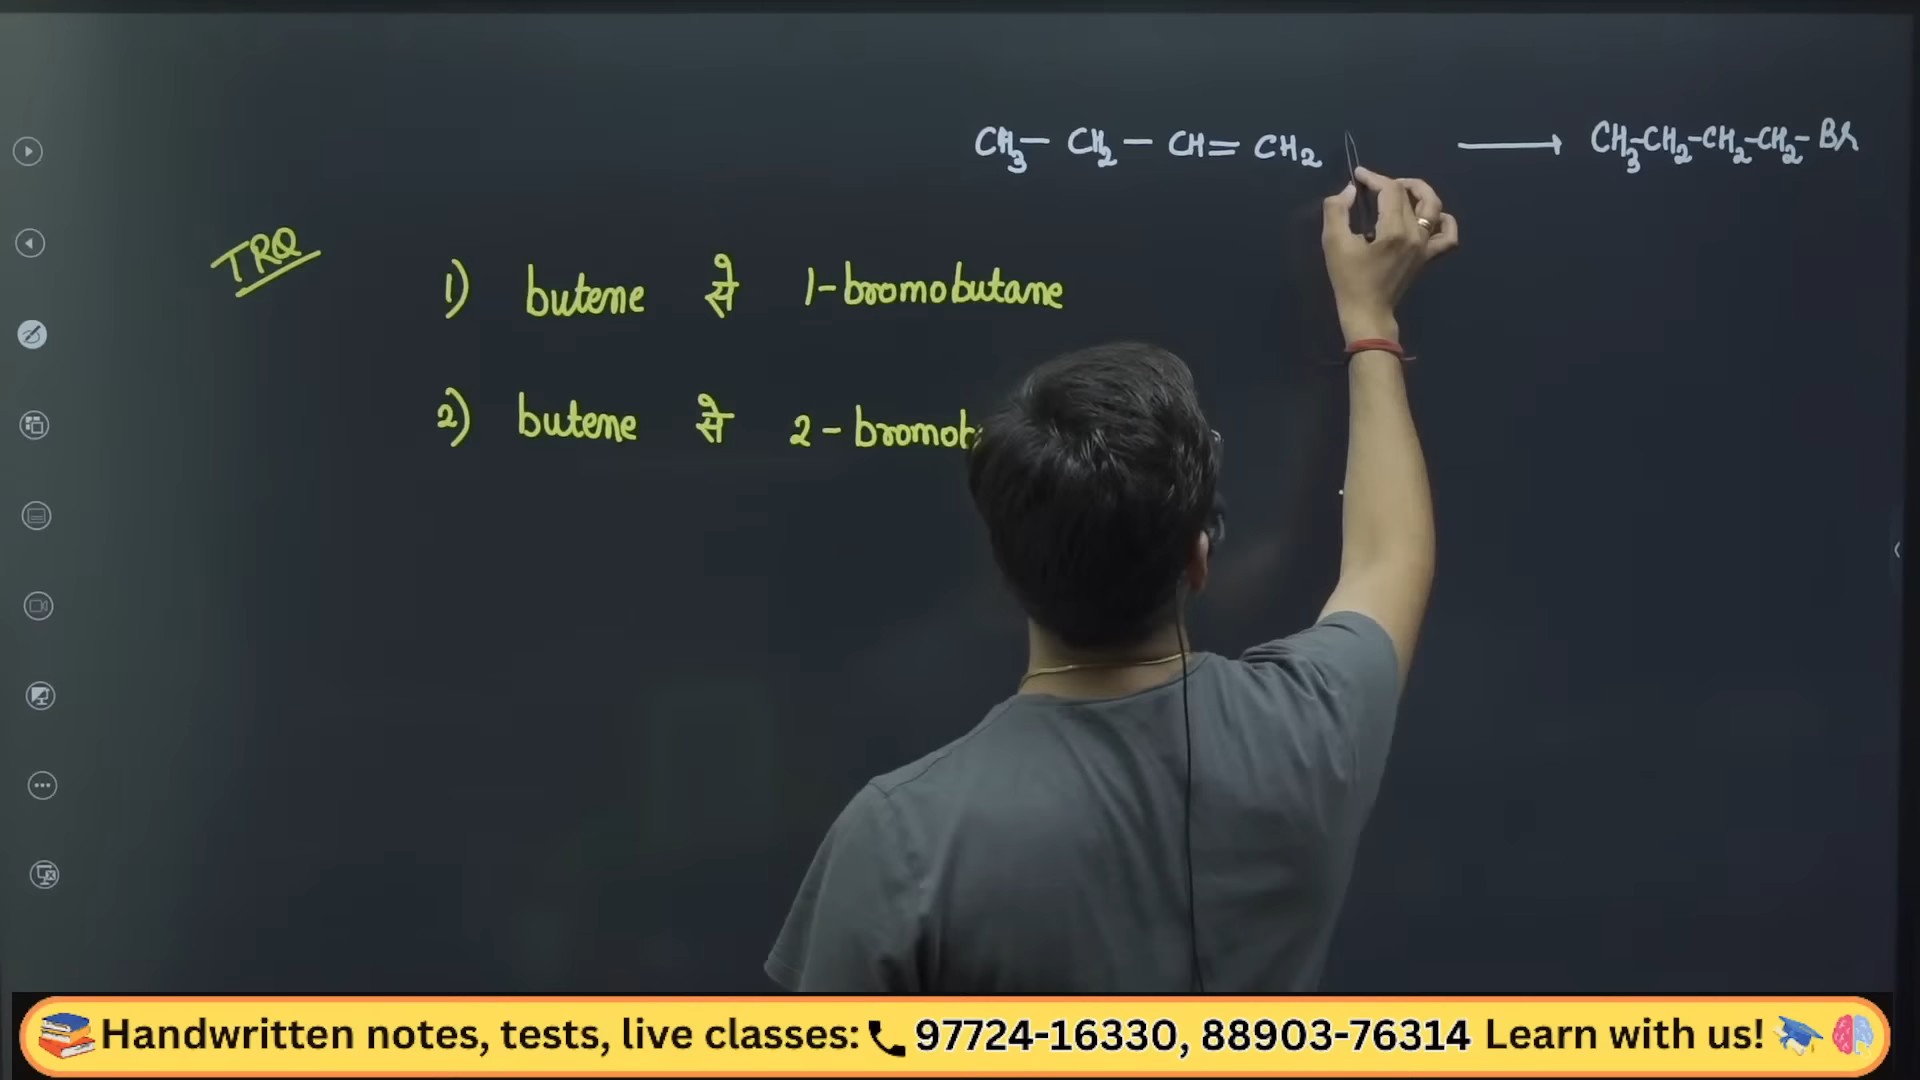 CH₃ — CH₂ — CH = CH₂ ⟶ CH₃-CH₂-CH₂-CH₂-Br
TRQ
1) butene से 1-bromobutane
2) butene से 2-
Handwritten notes, tests, live classes: 97724-16330, 88903-76314 Learn with us!